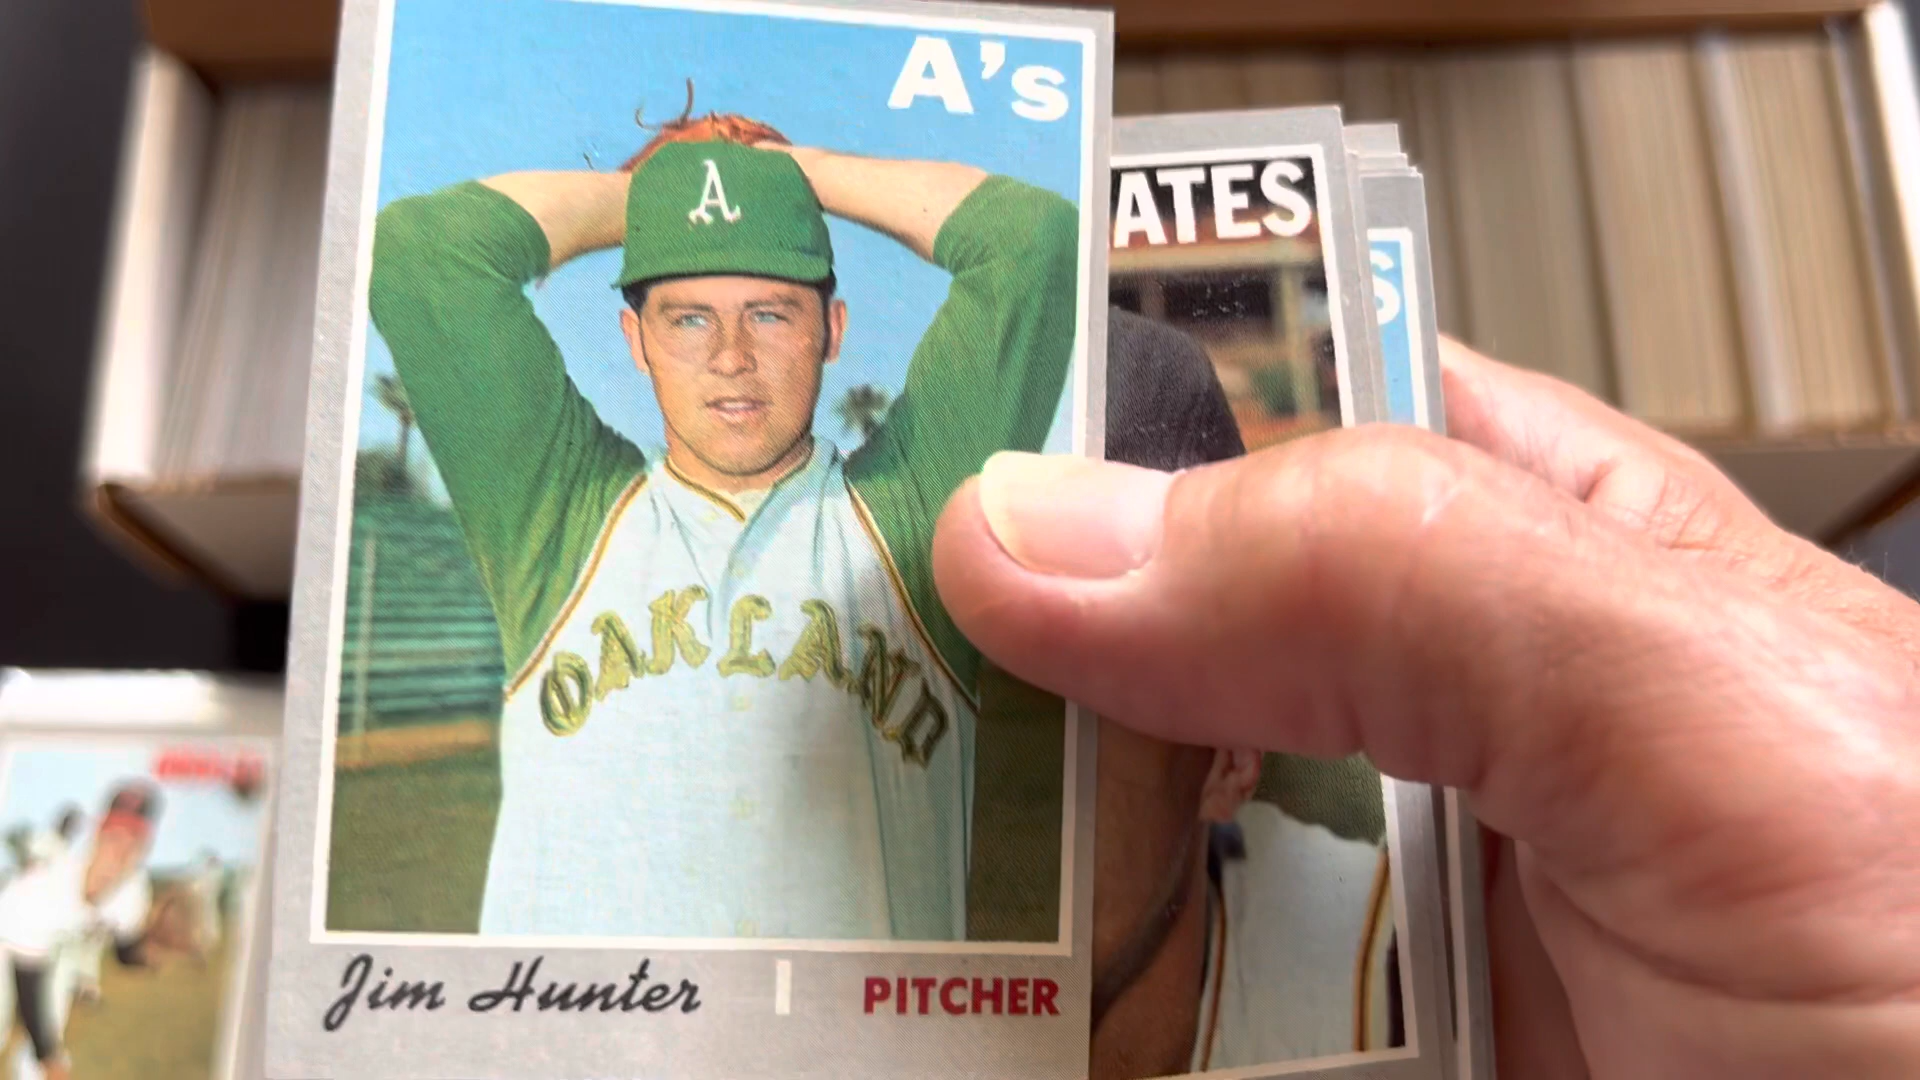 A's
A
OAKLAND
Jim Hunter
PITCHER
ATES
S